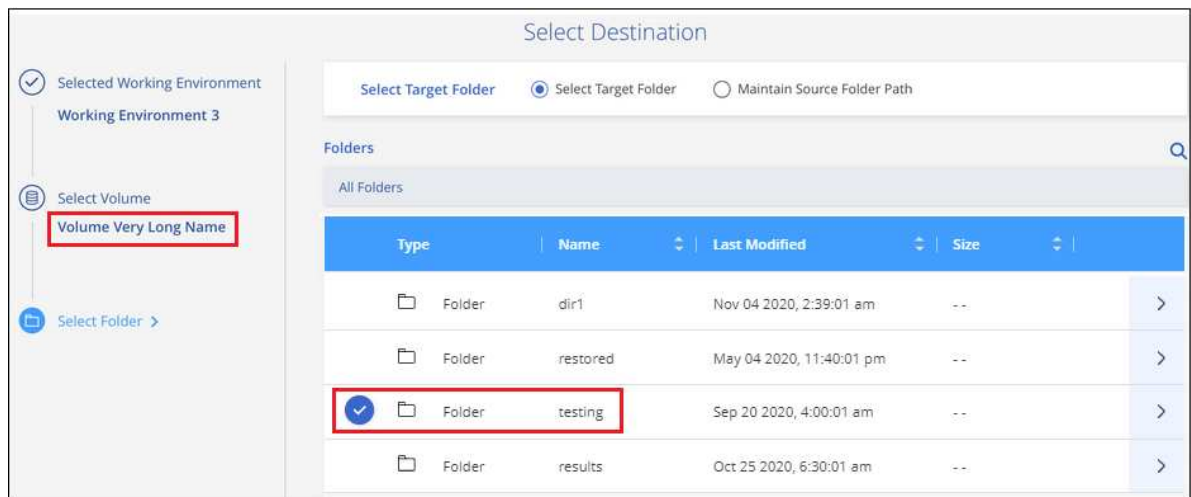 Select Destination
Selected Working Environment
Working Environment 3
Select Volume
Volume Very Long Name
Select Folder >
Select Target Folder Select Target Folder Maintain Source Folder Path
Folders
All Folders
Type Name Last Modified Size
Folder dir1 Nov 04 2020, 2:39:01 am - -
Folder restored May 04 2020, 11:40:01 pm - -
Folder testing Sep 20 2020, 4:00:01 am - -
Folder results Oct 25 2020, 6:30:01 am - -